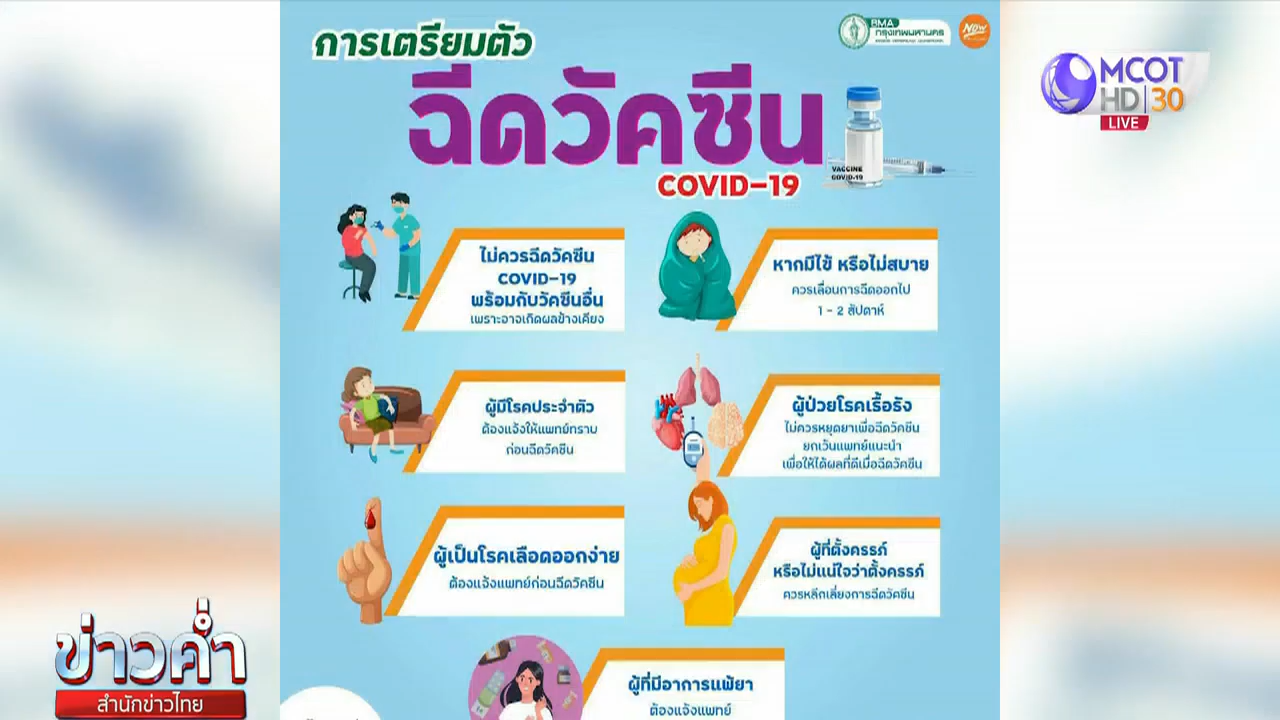 การเตรียมตัว
ฉีดวัคซีน
COVID-19
BMA
กรุงเทพมหานคร
Now
VACCINE
COVID-19
MCOT
HD 30
LIVE
ไม่ควรฉีดวัคซีน
COVID-19
พร้อมกับวัคซีนอื่น
เพราะอาจเกิดผลข้างเคียง
หากมีไข้ หรือไม่สบาย
ควรเลื่อนการฉีดออกไป
1 - 2 สัปดาห์
ผู้มีโรคประจำตัว
ต้องแจ้งให้แพทย์ทราบ
ก่อนฉีดวัคซีน
ผู้ป่วยโรคเรื้อรัง
ไม่ควรหยุดยาเพื่อฉีดวัคซีน
ยกเว้นแพทย์แนะนำ
เพื่อให้ได้ผลที่ดีเมื่อฉีดวัคซีน
ผู้เป็นโรคเลือดออกง่าย
ต้องแจ้งแพทย์ก่อนฉีดวัคซีน
ผู้ที่ตั้งครรภ์
หรือไม่แน่ใจว่าตั้งครรภ์
ควรหลีกเลี่ยงการฉีดวัคซีน
ผู้ที่มีอาการแพ้ยา
ต้องแจ้งแพทย์
ข่าวค่ำ
สำนักข่าวไทย